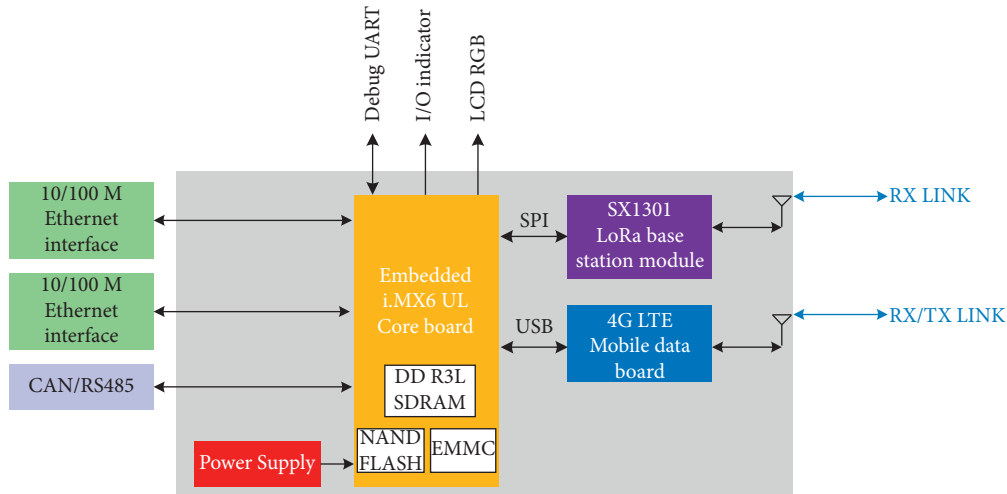 Debug UART
I/O indicator
LCD RGB
10/100 M
Ethernet
interface
10/100 M
Ethernet
interface
CAN/RS485
Power Supply
Embedded
i.MX6 UL
Core board
DD R3L
SDRAM
NAND
FLASH
EMMC
SPI
USB
SX1301
LoRa base
station module
4G LTE
Mobile data
board
RX LINK
RX/TX LINK